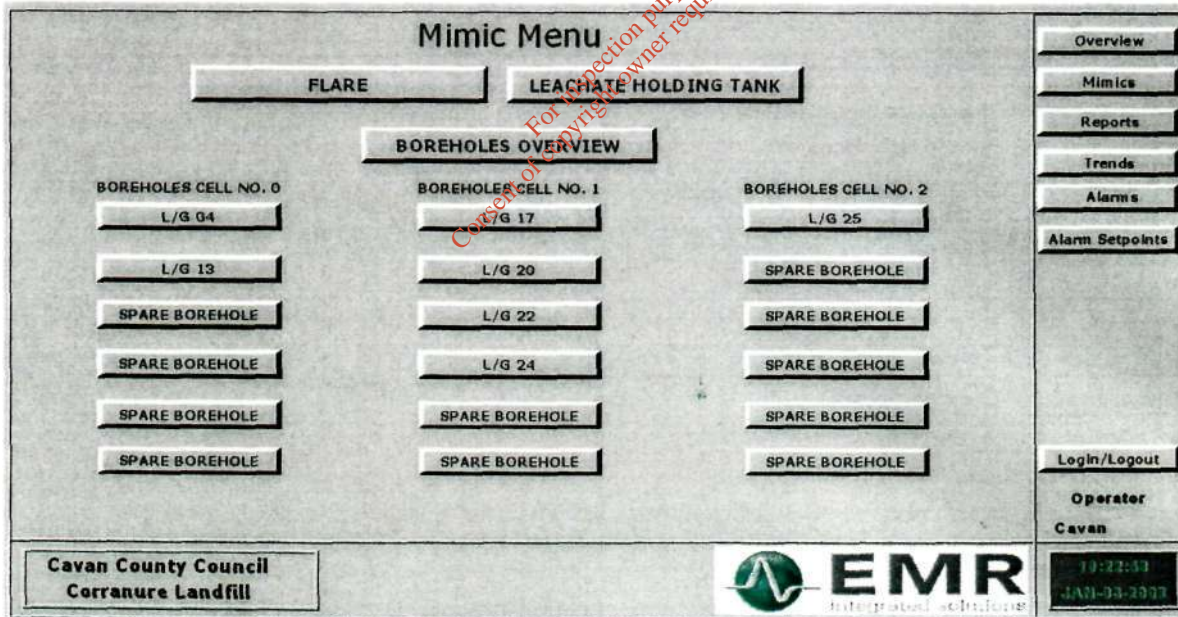 Mimic Menu
FLARE
LEACHATE HOLDING TANK
BOREHOLES OVERVIEW
BOREHOLES CELL NO. 0
BOREHOLES CELL NO. 1
BOREHOLES CELL NO. 2
L/G 04
L/G 17
L/G 25
L/G 13
L/G 20
SPARE BOREHOLE
SPARE BOREHOLE
L/G 22
SPARE BOREHOLE
SPARE BOREHOLE
L/G 24
SPARE BOREHOLE
SPARE BOREHOLE
SPARE BOREHOLE
SPARE BOREHOLE
SPARE BOREHOLE
SPARE BOREHOLE
SPARE BOREHOLE
Overview
Mimics
Reports
Trends
Alarms
Alarm Setpoints
Login/Logout
Operator
Cavan
Cavan County Council
Corranure Landfill
EMR
integrated solutions
For inspection
Consent of copyright owner